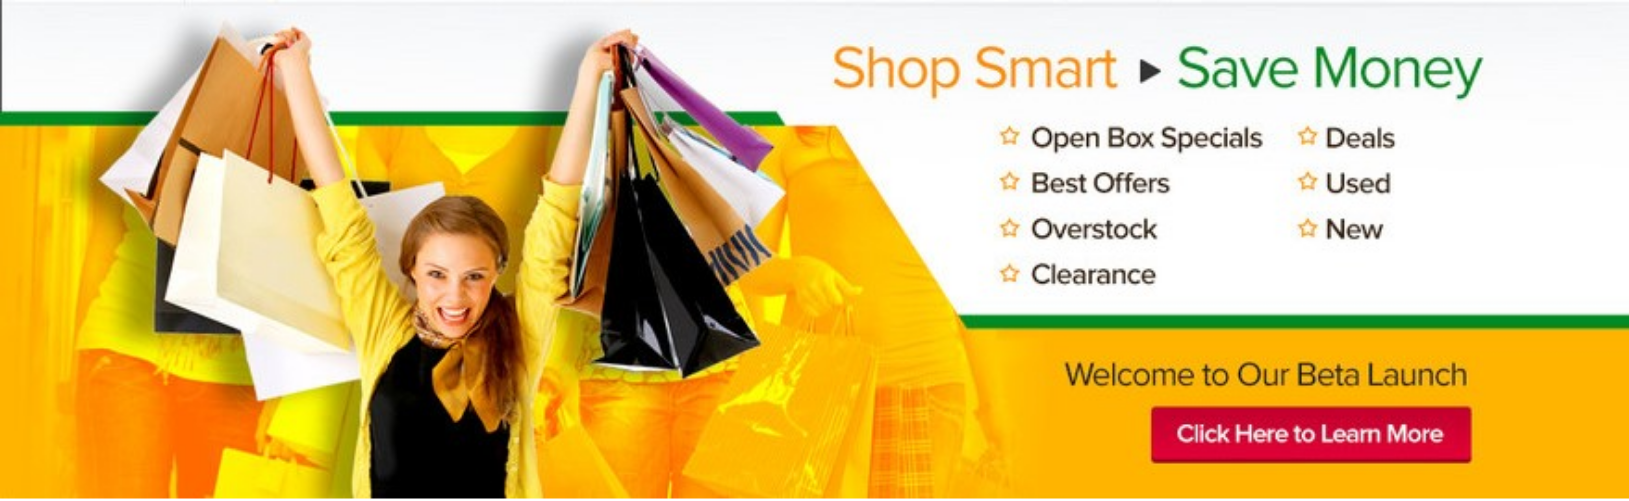 Shop Smart ▸ Save Money
Open Box Specials
Best Offers
Overstock
Clearance
Deals
Used
New
Welcome to Our Beta Launch
Click Here to Learn More